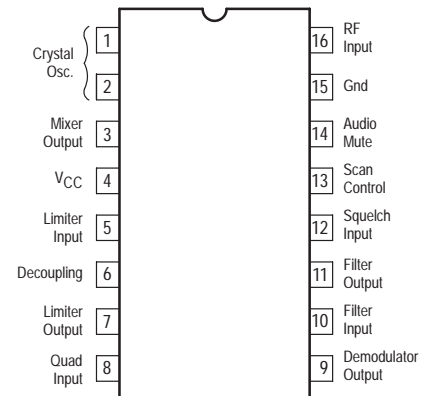 Crystal
Osc.
1
2
Mixer
Output
3
VCC
4
Limiter
Input
5
Decoupling
6
Limiter
Output
7
Quad
Input
8
16
RF
Input
15
Gnd
14
Audio
Mute
13
Scan
Control
12
Squelch
Input
11
Filter
Output
10
Filter
Input
9
Demodulator
Output